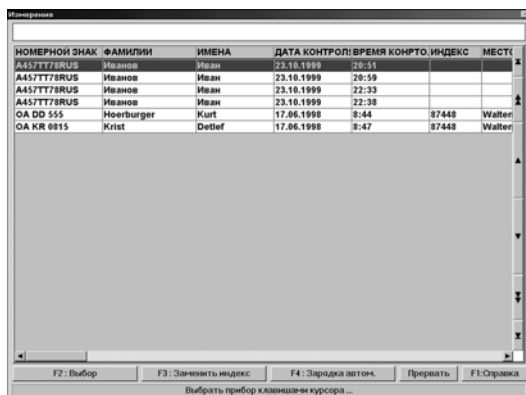 Измерения
НОМЕРНОЙ ЗНАК ФАМИЛИИ ИМЕНА ДАТА КОНТРОЛ: ВРЕМЯ КОНРТО. ИНДЕКС МЕСТО
A457TT78RUS Иванов Иван 23.10.1999 20:51
A457TT78RUS Иванов Иван 23.10.1999 20:59
A457TT78RUS Иванов Иван 23.10.1999 22:33
A457TT78RUS Иванов Иван 23.10.1999 22:38
OA DD 555 Hoerburger Kurt 17.06.1998 8:44 87448 Walten
OA KR 0815 Krist Detlef 17.06.1998 8:47 87448 Walten
F2 : Выбор F3 : Заменить индекс F4 : Зарядка автом. Прервать F1:Справка
Выбрать прибор клавишами курсора ...